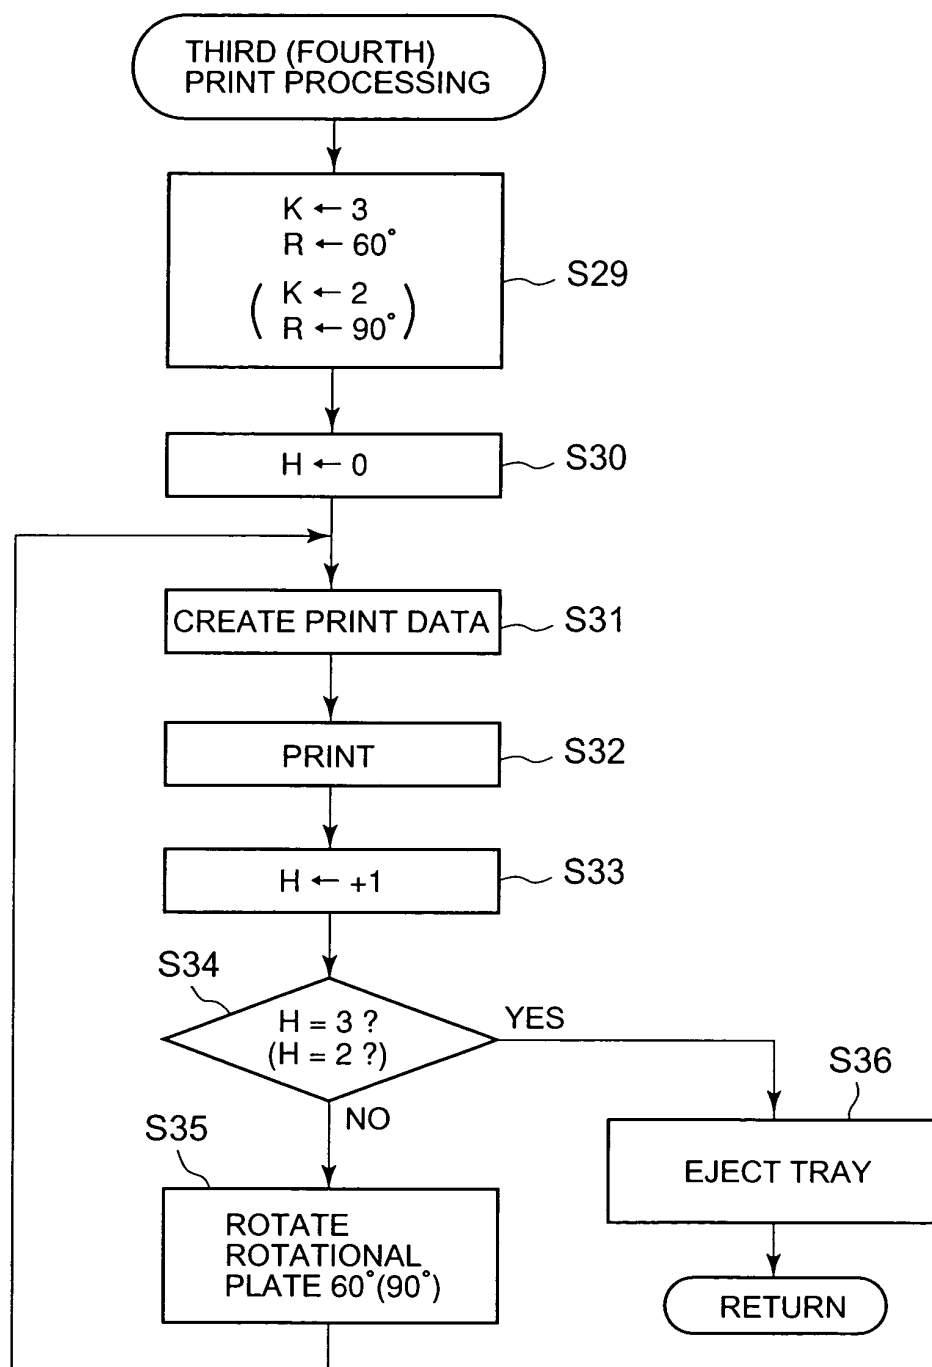 THIRD (FOURTH)
PRINT PROCESSING
K ← 3
R ← 60°
( K ← 2
R ← 90° )
S29
H ← 0
S30
CREATE PRINT DATA
S31
PRINT
S32
H ← +1
S33
S34
H = 3 ?
(H = 2 ?)
YES
NO
S36
EJECT TRAY
S35
ROTATE
ROTATIONAL
PLATE 60°(90°)
RETURN